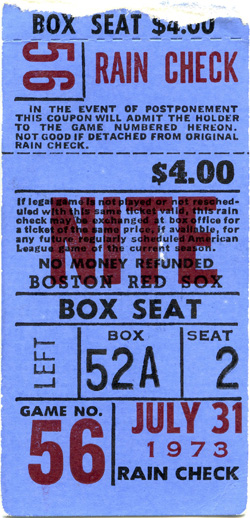 BOX SEAT $4.00
56
RAIN CHECK
IN THE EVENT OF POSTPONEMENT
THIS COUPON WILL ADMIT THE HOLDER
TO THE GAME NUMBERED HEREON.
NOT GOOD IF DETACHED FROM ORIGINAL
RAIN CHECK.
$4.00
If legal game is not played or not resched-
uled with this same ticket valid, this rain
check may be exchanged at box office for
a ticket of the same price, if available, for
any future regularly scheduled American
League game of the current season.
NITE
NO MONEY REFUNDED
BOSTON RED SOX
BOX SEAT
LEFT
BOX
52A
SEAT
2
GAME NO.
56
JULY 31
1973
RAIN CHECK